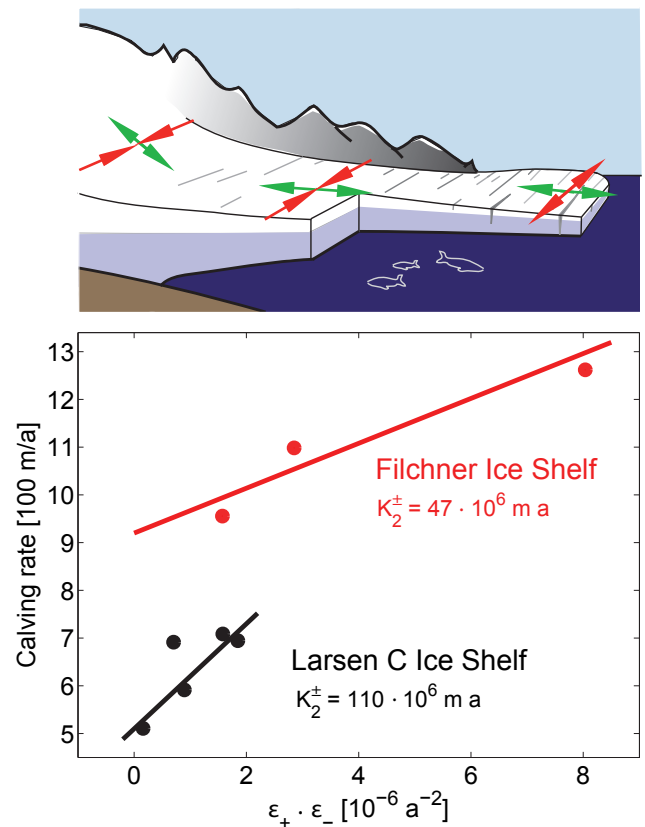 13
12
11
10
9
8
7
6
5
Calving rate [100 m/a]
Filchner Ice Shelf
K₂^± = 47 · 10⁶ m a
Larsen C Ice Shelf
K₂^± = 110 · 10⁶ m a
0 2 4 6 8
ε₊ · ε₋ [10⁻⁶ a⁻²]